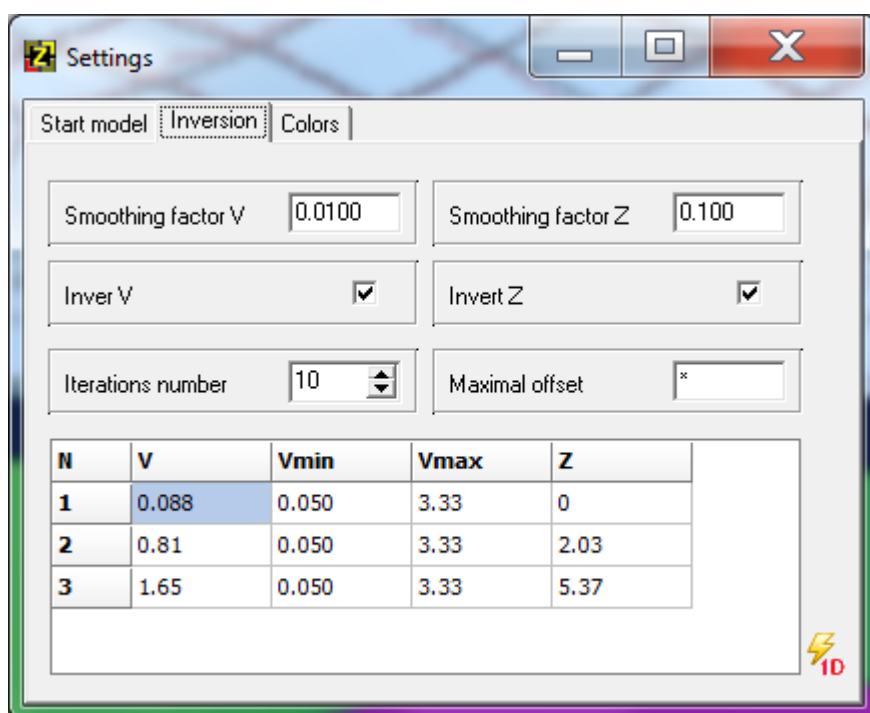 Settings
Start model Inversion Colors
Smoothing factor V 0.0100 Smoothing factor Z 0.100
Inver V Invert Z
Iterations number 10 Maximal offset *
N V Vmin Vmax Z
1 0.088 0.050 3.33 0
2 0.81 0.050 3.33 2.03
3 1.65 0.050 3.33 5.37
1D